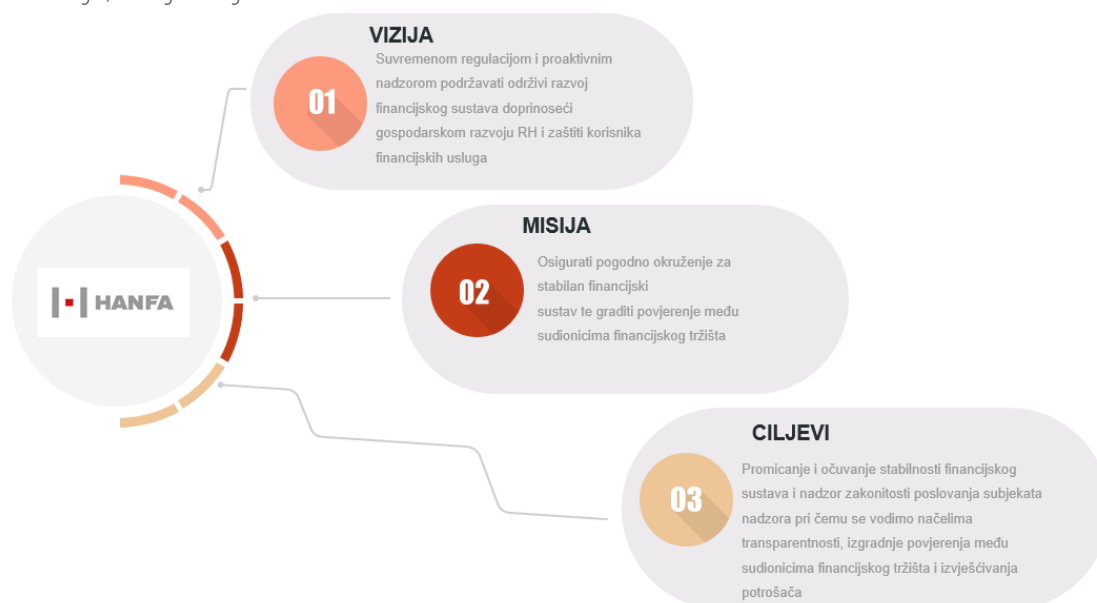 VIZIJA
01
Suvremenom regulacijom i proaktivnim
nadzorom podržavati održivi razvoj
financijskog sustava doprinoseći
gospodarskom razvoju RH i zaštiti korisnika
financijskih usluga
HANFA
MISIJA
02
Osigurati pogodno okruženje za
stabilan financijski
sustav te graditi povjerenje među
sudionicima financijskog tržišta
CILJEVI
03
Promicanje i očuvanje stabilnosti financijskog
sustava i nadzor zakonitosti poslovanja subjekata
nadzora pri čemu se vodimo načelima
transparentnosti, izgradnje povjerenja među
sudionicima financijskog tržišta i izvješćivanja
potrošača